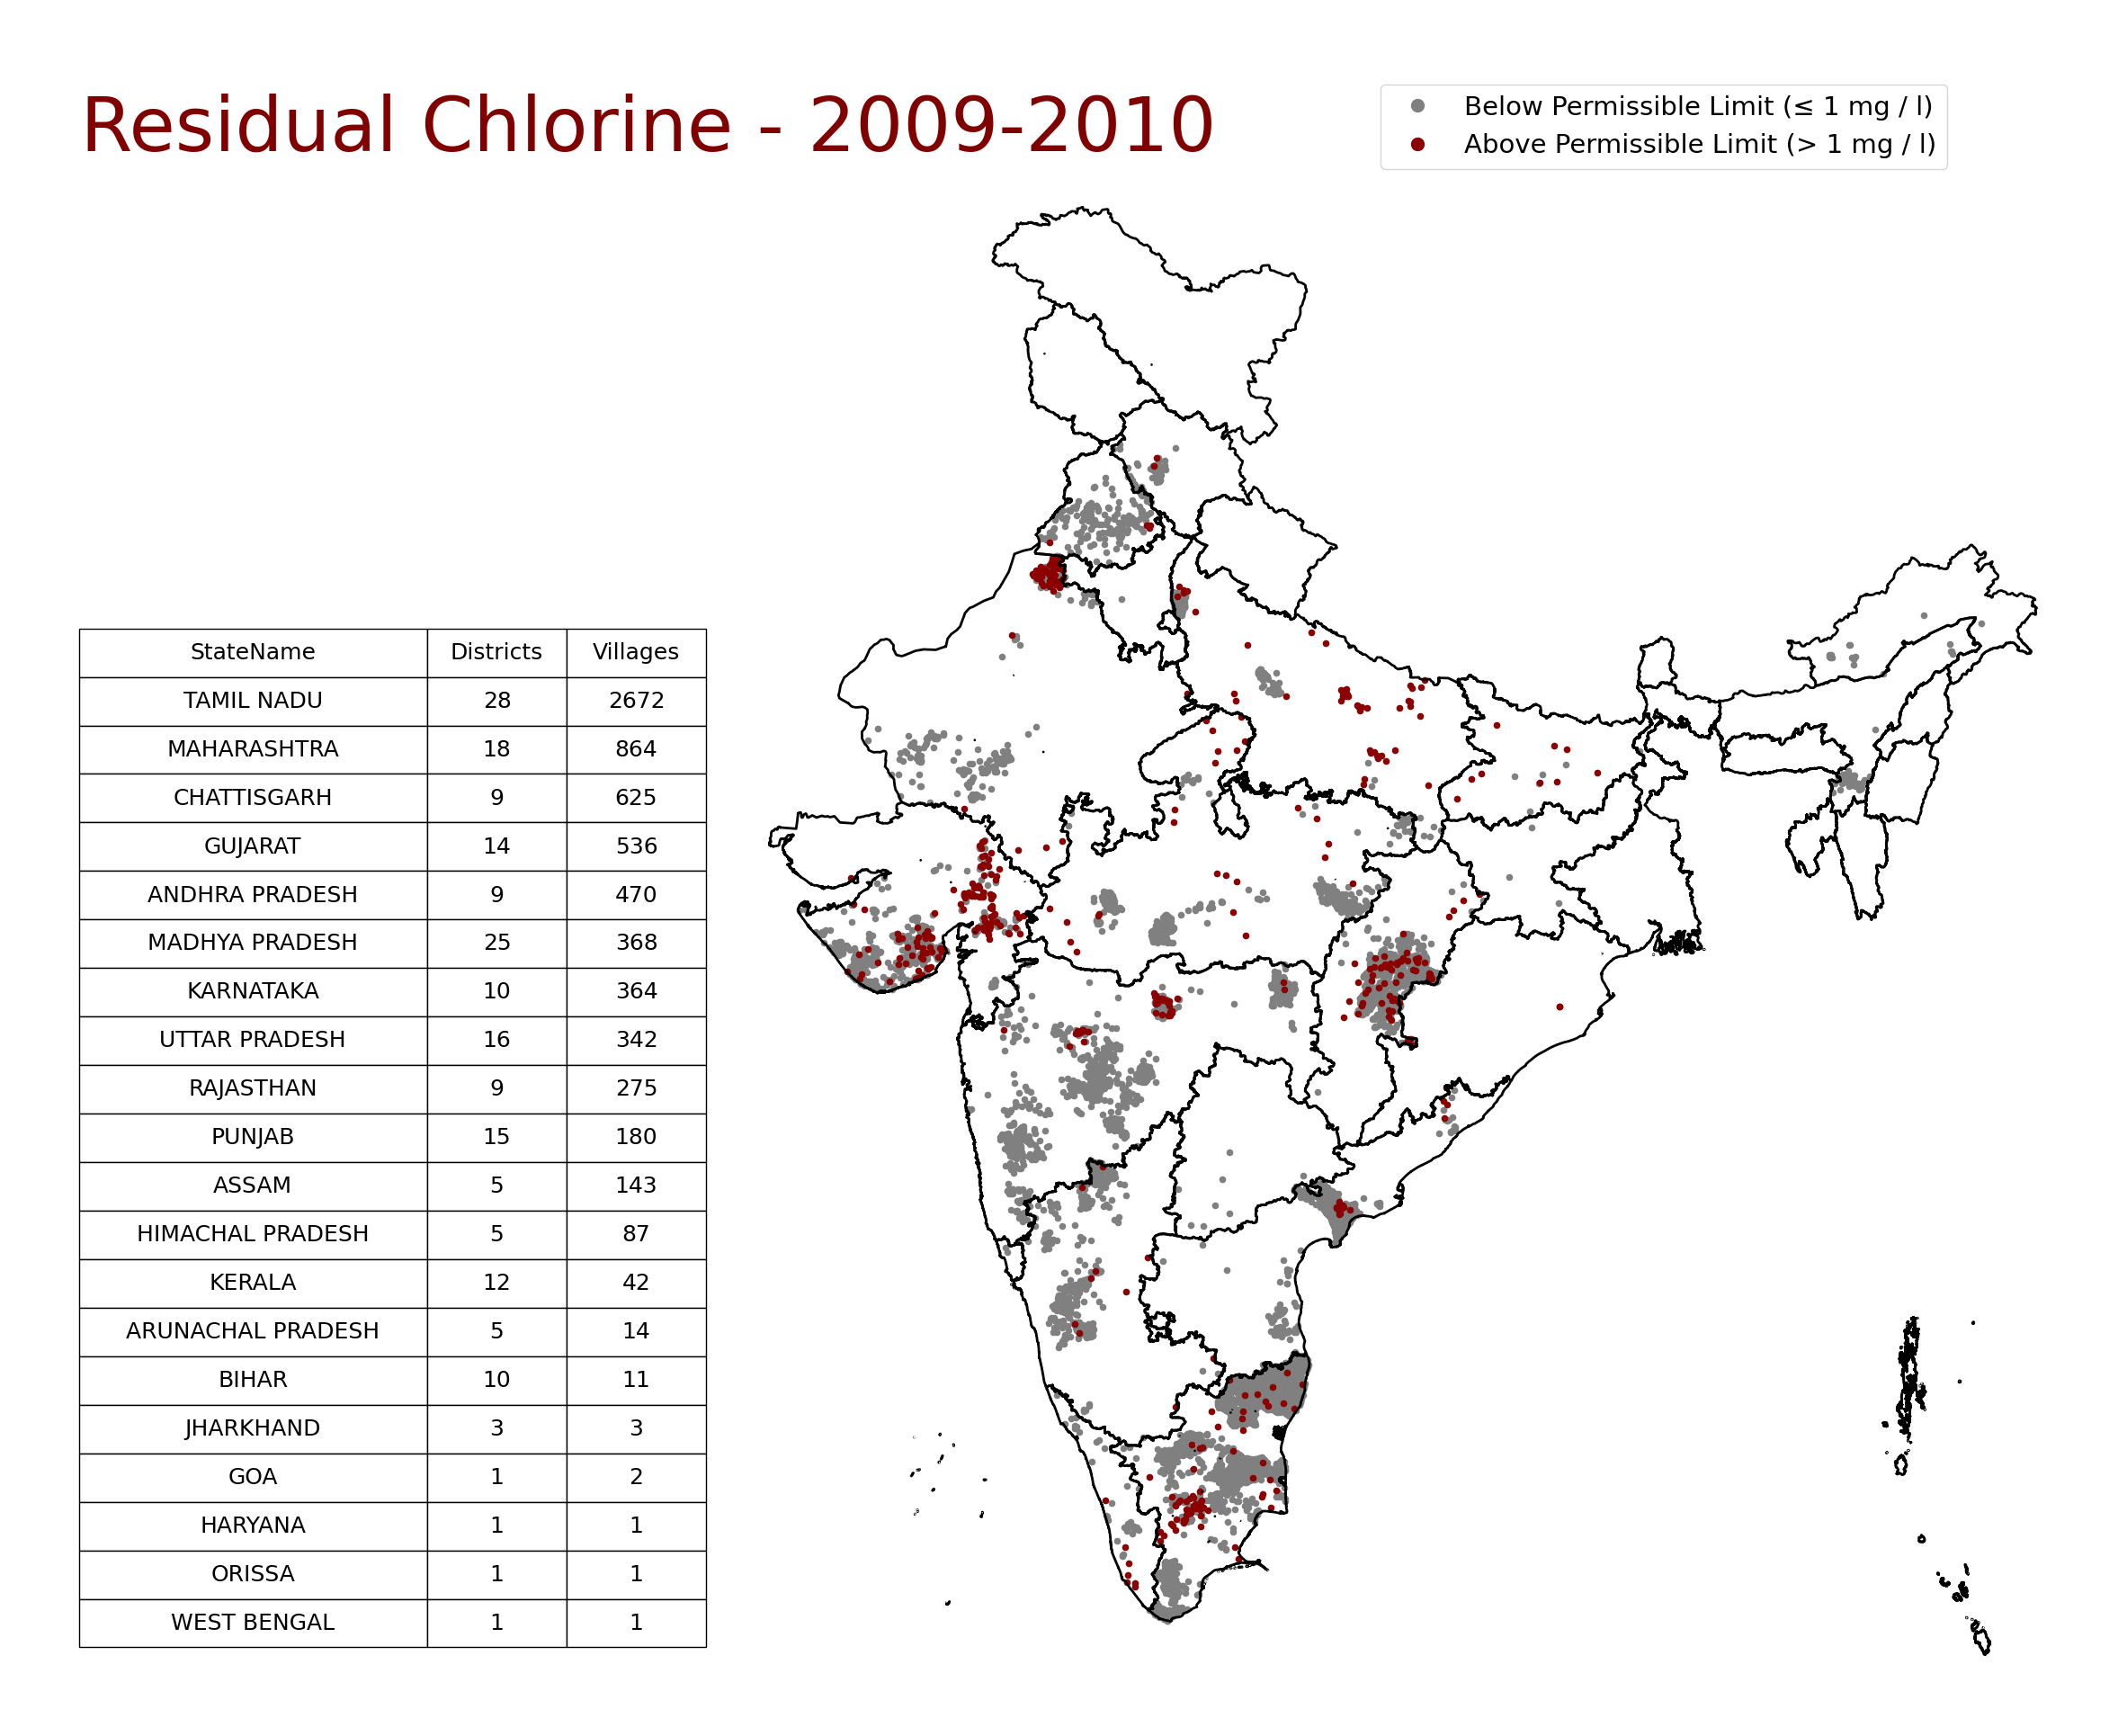 Residual Chlorine - 2009-2010
Below Permissible Limit (≤ 1 mg / l)
Above Permissible Limit (> 1 mg / l)
StateName Districts Villages
TAMIL NADU 28 2672
MAHARASHTRA 18 864
CHATTISGARH 9 625
GUJARAT 14 536
ANDHRA PRADESH 9 470
MADHYA PRADESH 25 368
KARNATAKA 10 364
UTTAR PRADESH 16 342
RAJASTHAN 9 275
PUNJAB 15 180
ASSAM 5 143
HIMACHAL PRADESH 5 87
KERALA 12 42
ARUNACHAL PRADESH 5 14
BIHAR 10 11
JHARKHAND 3 3
GOA 1 2
HARYANA 1 1
ORISSA 1 1
WEST BENGAL 1 1